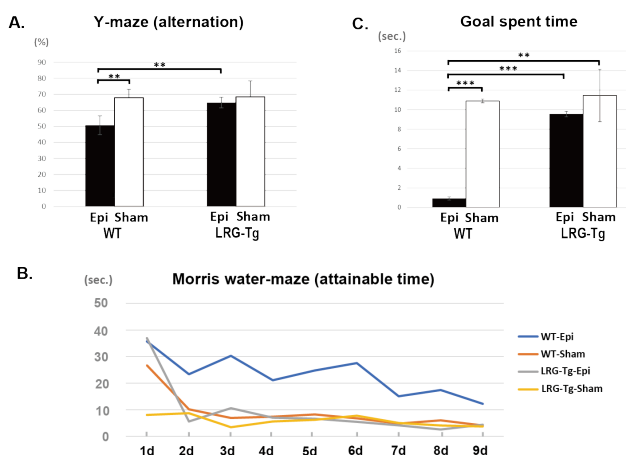 A.
Y-maze (alternation)
(%)
90
80
70
60
50
40
30
20
10
0
**
**
Epi Sham
WT
Epi Sham
LRG-Tg
C.
Goal spent time
(sec.)
16
14
12
10
8
6
4
2
0
**
***
***
Epi Sham
WT
Epi Sham
LRG-Tg
B.
Morris water-maze (attainable time)
(sec.)
50
40
30
20
10
0
1d 2d 3d 4d 5d 6d 7d 8d 9d
WT-Epi
WT-Sham
LRG-Tg-Epi
LRG-Tg-Sham